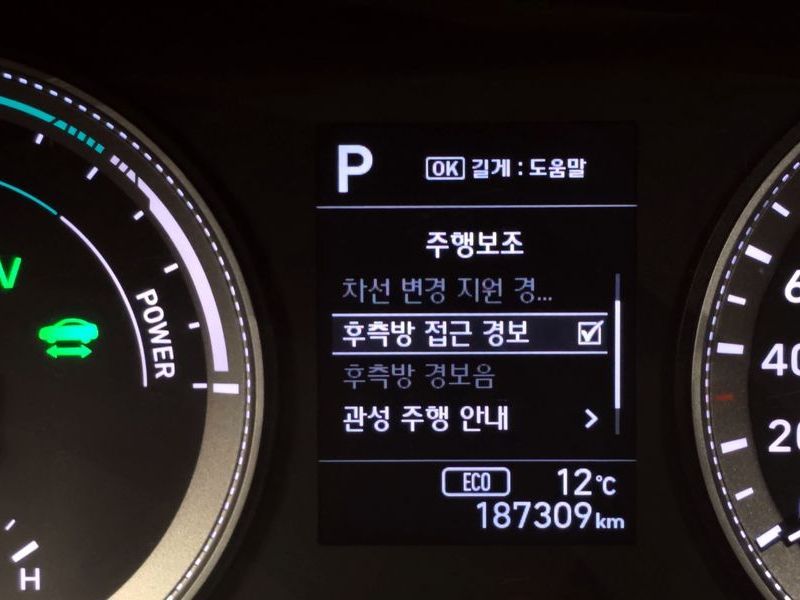 P
OK 길게 : 도움말
주행보조
차선 변경 지원 경...
후측방 접근 경보
후측방 경보음
관성 주행 안내
ECO 12°C
187309km
POWER
H
40